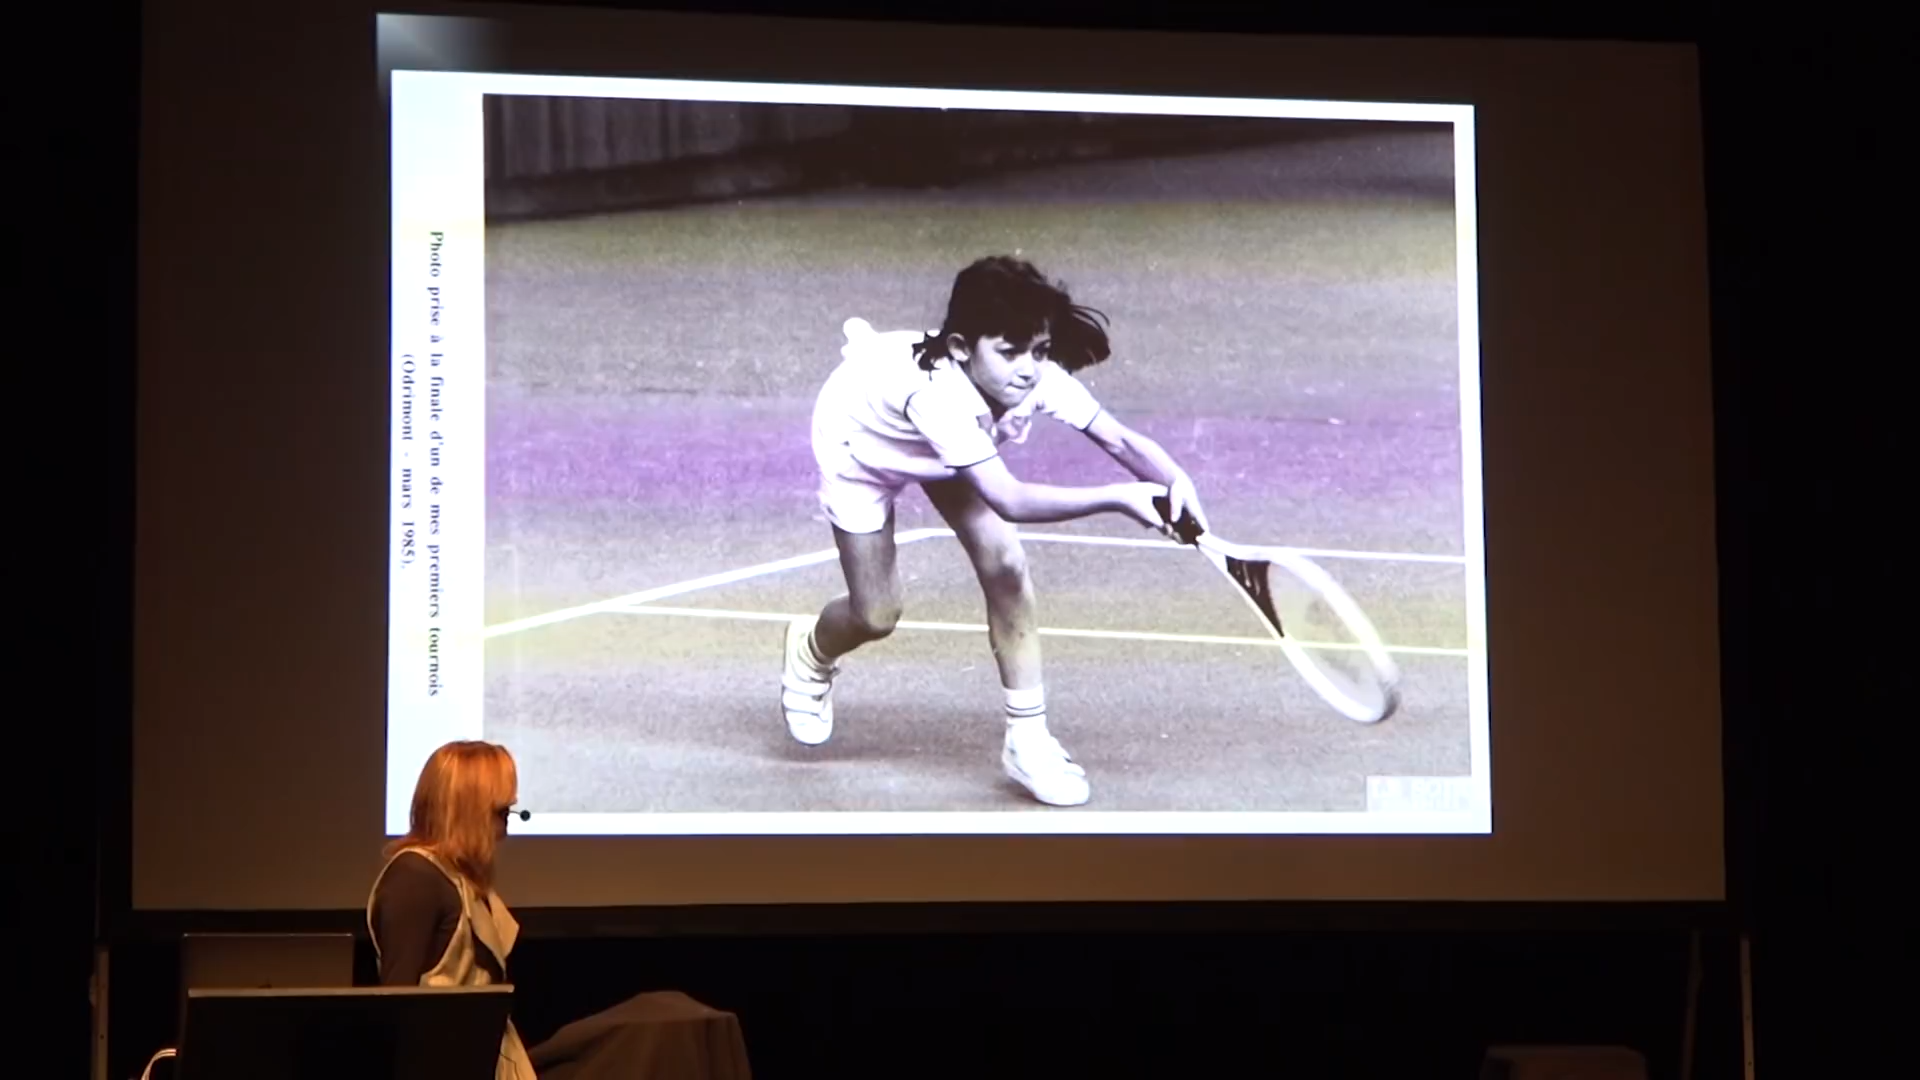 Photo prise à la finale d'un de mes premiers tournois
(Odrimont - mars 1985).